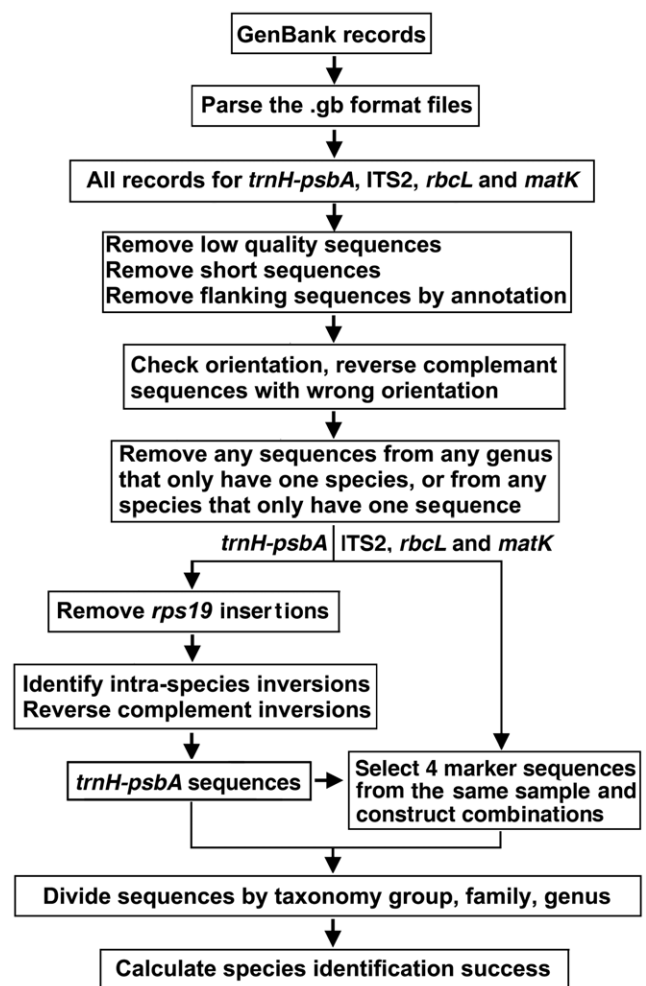 GenBank records
Parse the .gb format files
All records for trnH-psbA, ITS2, rbcL and matK
Remove low quality sequences
Remove short sequences
Remove flanking sequences by annotation
Check orientation, reverse complemant
sequences with wrong orientation
Remove any sequences from any genus
that only have one species, or from any
species that only have one sequence
trnH-psbA ITS2, rbcL and matK
Remove rps19 insertions
Identify intra-species inversions
Reverse complement inversions
trnH-psbA sequences
Select 4 marker sequences
from the same sample and
construct combinations
Divide sequences by taxonomy group, family, genus
Calculate species identification success